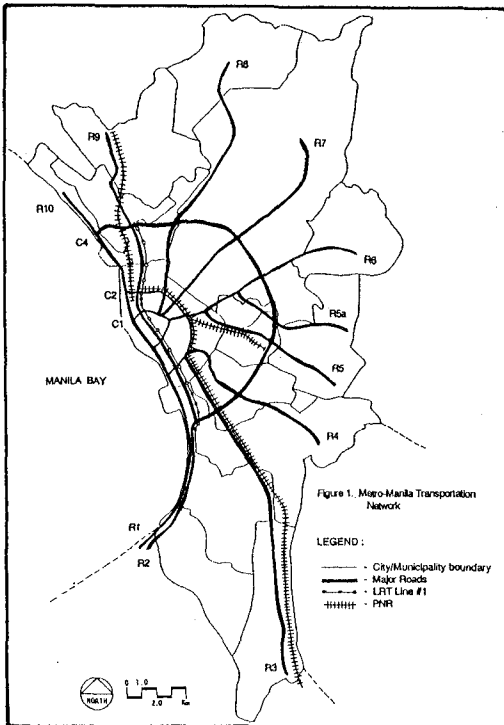 R8
R9
R7
R10
C4
R6
C2
R5a
C1
R5
MANILA BAY
R4
Figure 1. Metro-Manila Transportation
Network
LEGEND :
R1
R2
- City/Municipality boundary
- Major Roads
- LRT Line #1
- PNR
R3
0 1.0
2.0 Km
NORTH